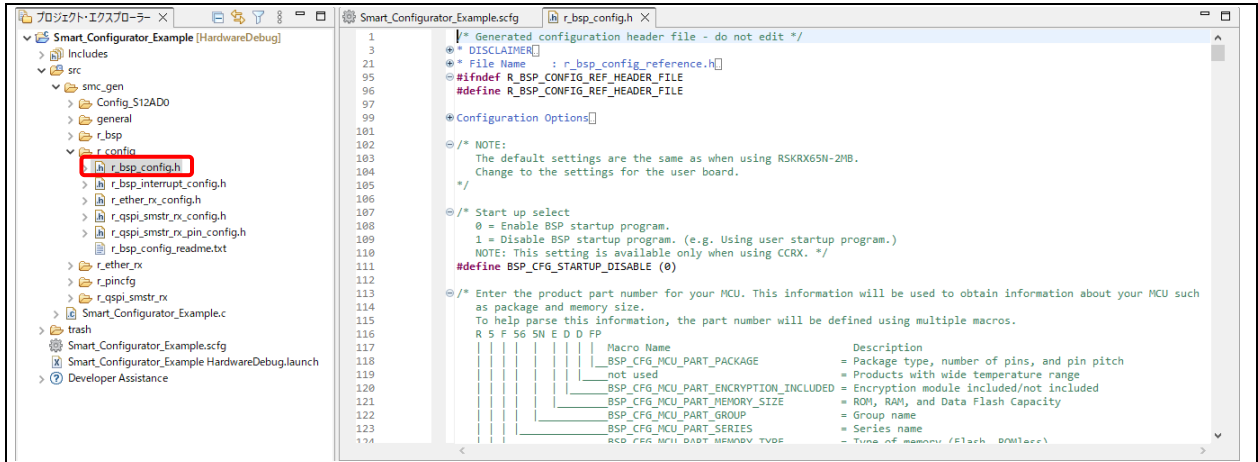 プロジェクト・エクスプローラー
Smart_Configurator_Example [HardwareDebug]
Includes
src
smc_gen
Config_S12AD0
general
r_bsp
r_config
r_bsp_config.h
r_bsp_interrupt_config.h
r_ether_rx_config.h
r_qspi_smstr_rx_config.h
r_qspi_smstr_rx_pin_config.h
r_bsp_config_readme.txt
r_ether_rx
r_pincfg
r_qspi_smstr_rx
Smart_Configurator_Example.c
trash
Smart_Configurator_Example.scfg
Smart_Configurator_Example HardwareDebug.launch
Developer Assistance
Smart_Configurator_Example.scfg
r_bsp_config.h
1 /* Generated configuration header file - do not edit */
3 * DISCLAIMER
21 * File Name : r_bsp_config_reference.h
95 #ifndef R_BSP_CONFIG_REF_HEADER_FILE
96 #define R_BSP_CONFIG_REF_HEADER_FILE
97
99 Configuration Options
101
102 /* NOTE:
103 The default settings are the same as when using RSKRX65N-2MB.
104 Change to the settings for the user board.
105 */
106
107 /* Start up select
108 0 = Enable BSP startup program.
109 1 = Disable BSP startup program. (e.g. Using user startup program.)
110 NOTE: This setting is available only when using CCRX. */
111 #define BSP_CFG_STARTUP_DISABLE (0)
112
113 /* Enter the product part number for your MCU. This information will be used to obtain information about your MCU such
114 as package and memory size.
115 To help parse this information, the part number will be defined using multiple macros.
116 R 5 F 56 5N E D D FP
117 | | | | | | | | | Macro Name Description
118 | | | | | | | | |__BSP_CFG_MCU_PART_PACKAGE = Package type, number of pins, and pin pitch
119 | | | | | | | |____not used = Products with wide temperature range
120 | | | | | | |______BSP_CFG_MCU_PART_ENCRYPTION_INCLUDED = Encryption module included/not included
121 | | | | | |________BSP_CFG_MCU_PART_MEMORY_SIZE = ROM, RAM, and Data Flash Capacity
122 | | | | |___________BSP_CFG_MCU_PART_GROUP = Group name
123 | | | |______________BSP_CFG_MCU_PART_SERIES = Series name
124 | | | BSP_CFG_MCU_PART_MEMORY_TYPE = Type of memory (Flash, ROMless)